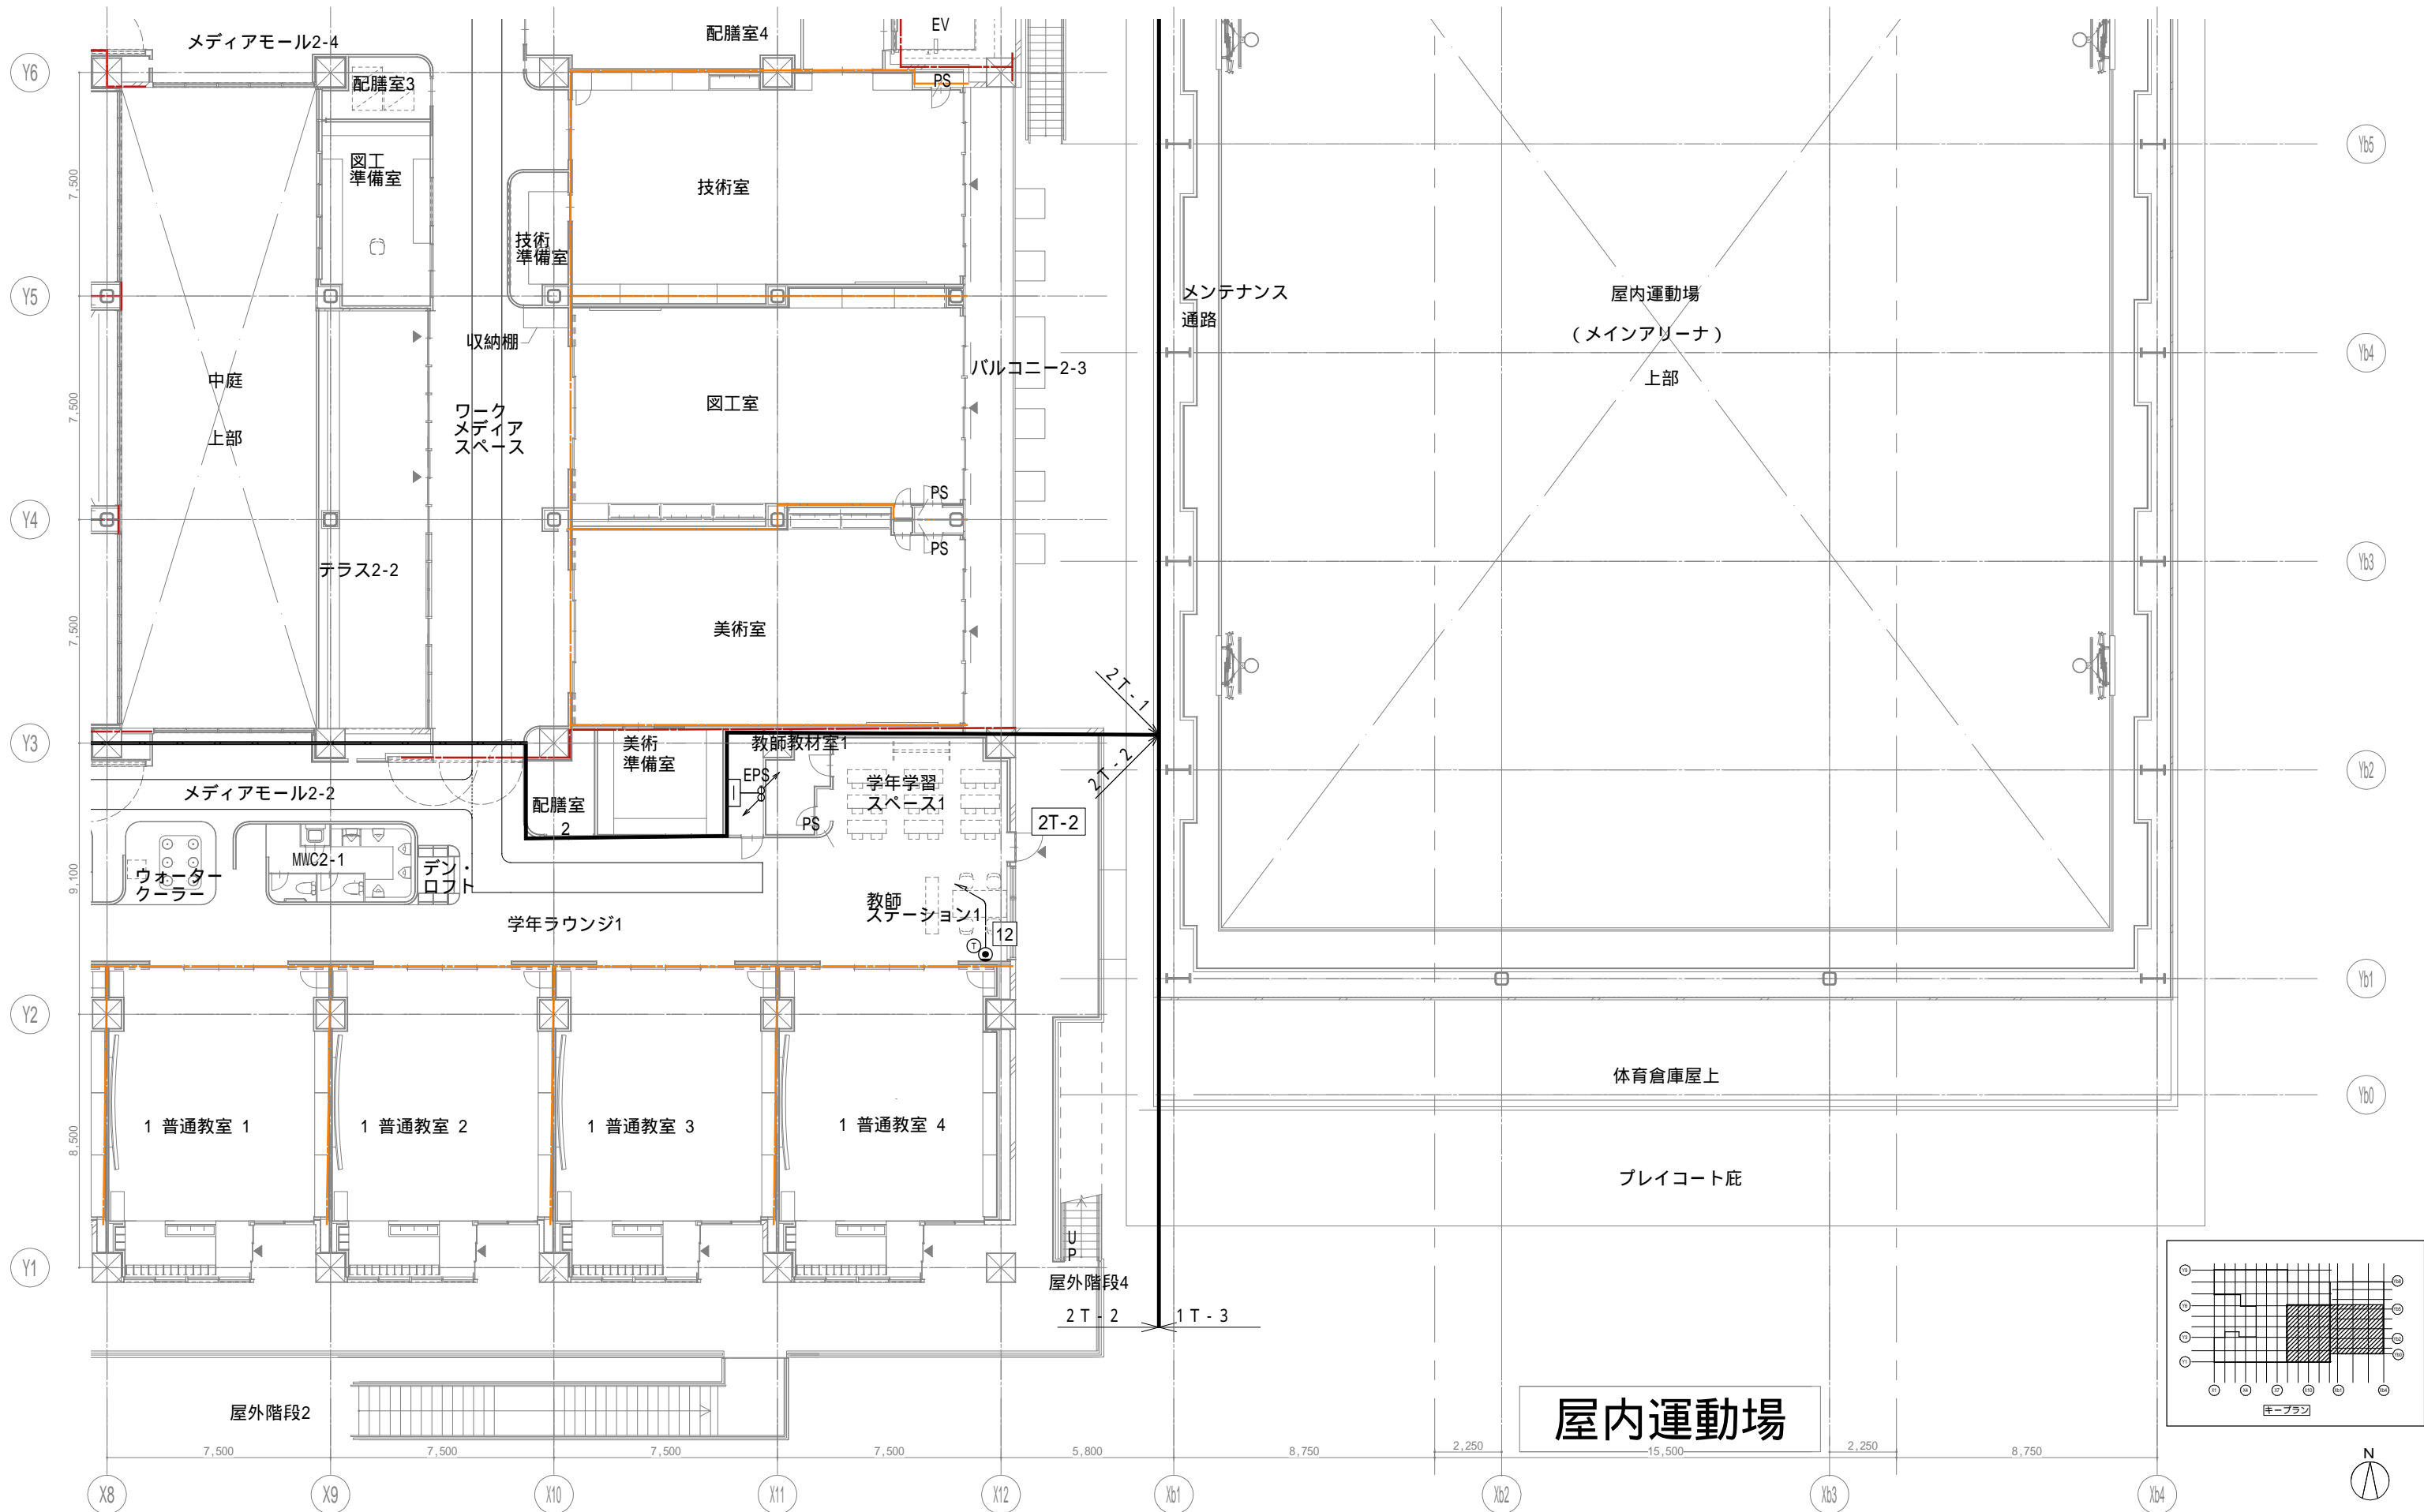 メディアモール2-4
配膳室4
EV
Y6
配膳室3
PS
Yb5
図工
準備室
技術室
7,500
技術
準備室
Y5
メンテナンス
通路
屋内運動場
(メインアリーナ)
上部
収納棚
Yb4
バルコニー2-3
中庭
上部
ワーク
メディア
スペース
図工室
7,500
PS
Y4
PS
Yb3
テラス2-2
美術室
7,500
2T-1
2T-2
Y3
美術
準備室
教師教材室1
Yb2
EPS
学年学習
スペース1
メディアモール2-2
配膳室
2
PS
2T-2
MWC2-1
ウォーター
クーラー
デン・
ロフト
9,100
教師
ステーション1
学年ラウンジ1
12
T
Yb1
Y2
体育倉庫屋上
Yb0
1 普通教室 1
1 普通教室 2
1 普通教室 3
1 普通教室 4
8,500
プレイコート庇
UP
Y1
屋外階段4
2T-2
1T-3
屋外階段2
屋内運動場
キープラン
N
7,500
7,500
7,500
7,500
5,800
8,750
2,250
15,500
2,250
8,750
X8
X9
X10
X11
X12
Xb1
Xb2
Xb3
Xb4